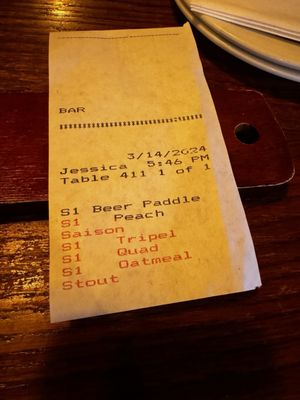 BAR
3/14/2024
Jessica 5:46 PM
Table 411 1 of 1
S1 Beer Paddle
S1 Peach
Saison
S1 Tripel
S1 Quad
S1 Oatmeal
Stout